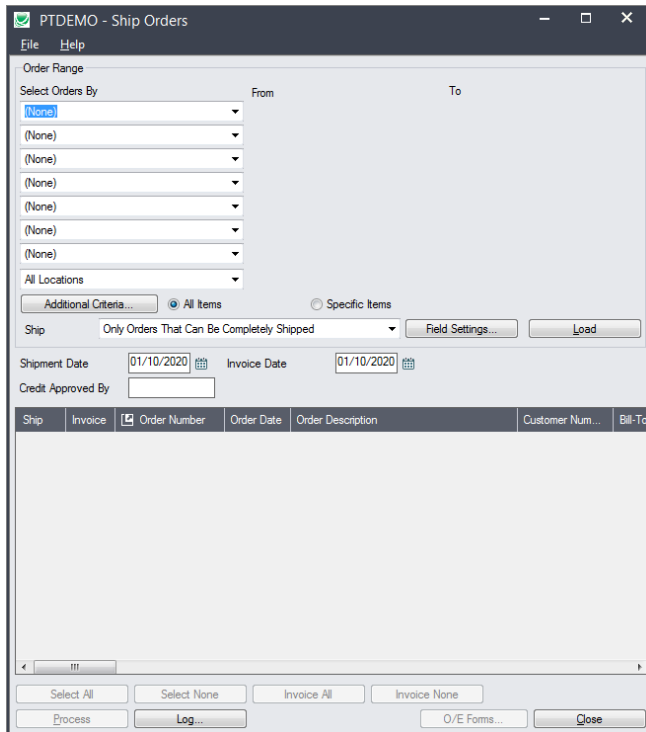 PTDEMO - Ship Orders
File Help
Order Range
Select Orders By From To
(None)
(None)
(None)
(None)
(None)
(None)
(None)
All Locations
Additional Criteria... All Items Specific Items
Ship Only Orders That Can Be Completely Shipped Field Settings... Load
Shipment Date 01/10/2020 Invoice Date 01/10/2020
Credit Approved By
Ship Invoice Order Number Order Date Order Description Customer Num... Bill-To
Select All Select None Invoice All Invoice None
Process Log... O/E Forms... Close